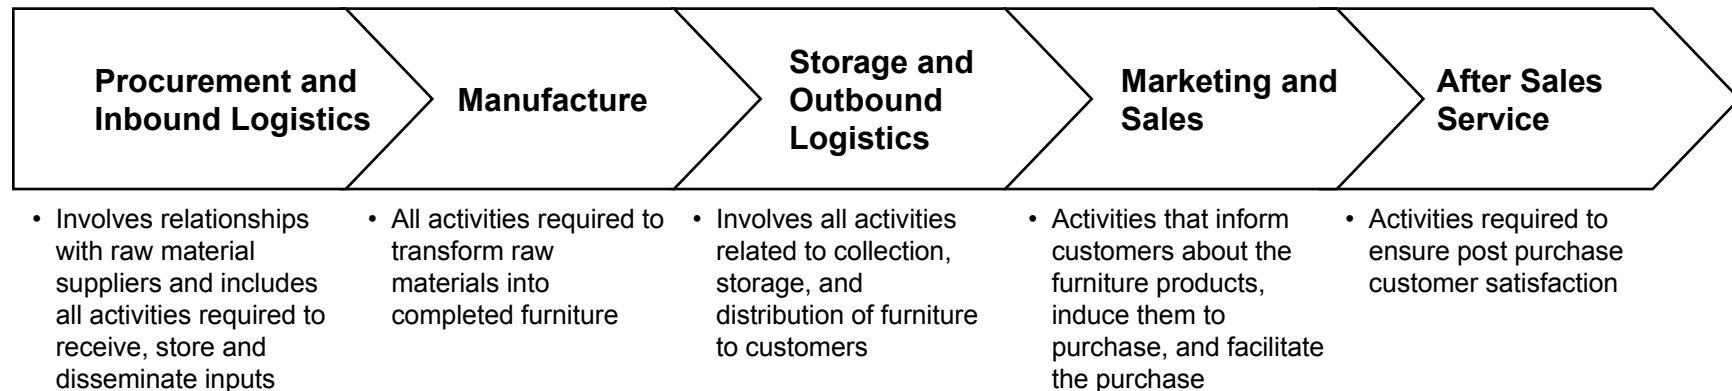 Procurement and
Inbound Logistics
Manufacture
Storage and
Outbound
Logistics
Marketing and
Sales
After Sales
Service
• Involves relationships
with raw material
suppliers and includes
all activities required to
receive, store and
disseminate inputs
• All activities required to
transform raw
materials into
completed furniture
• Involves all activities
related to collection,
storage, and
distribution of furniture
to customers
• Activities that inform
customers about the
furniture products,
induce them to
purchase, and facilitate
the purchase
• Activities required to
ensure post purchase
customer satisfaction